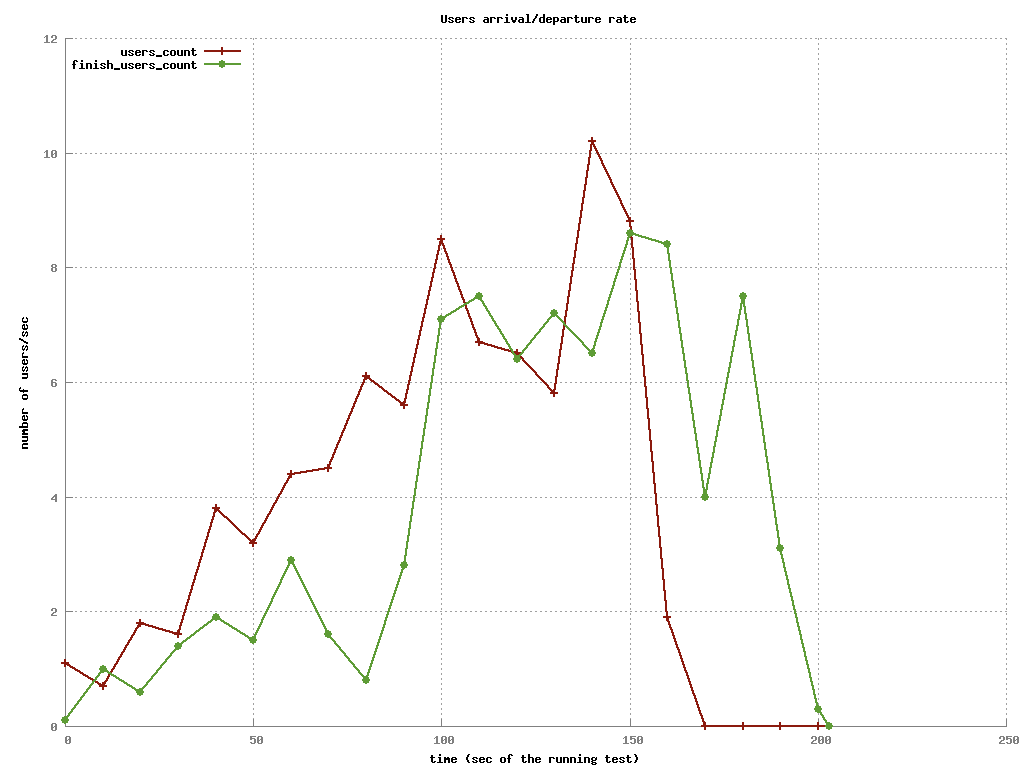 Users arrival/departure rate
users_count
finish_users_count
12
10
8
6
4
2
0
number of users/sec
0 50 100 150 200 250
time (sec of the running test)